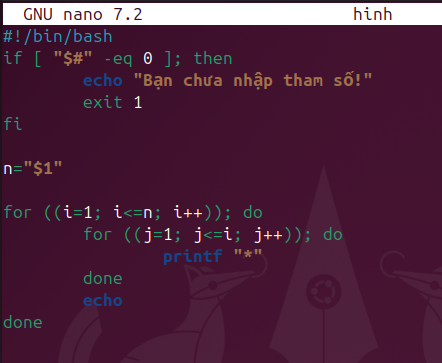 GNU nano 7.2 hinh
#!/bin/bash
if [ "$#" -eq 0 ]; then
        echo "Bạn chưa nhập tham số!"
        exit 1
fi

n="$1"

for ((i=1; i<=n; i++)); do
        for ((j=1; j<=i; j++)); do
                printf "*"
        done
        echo
done